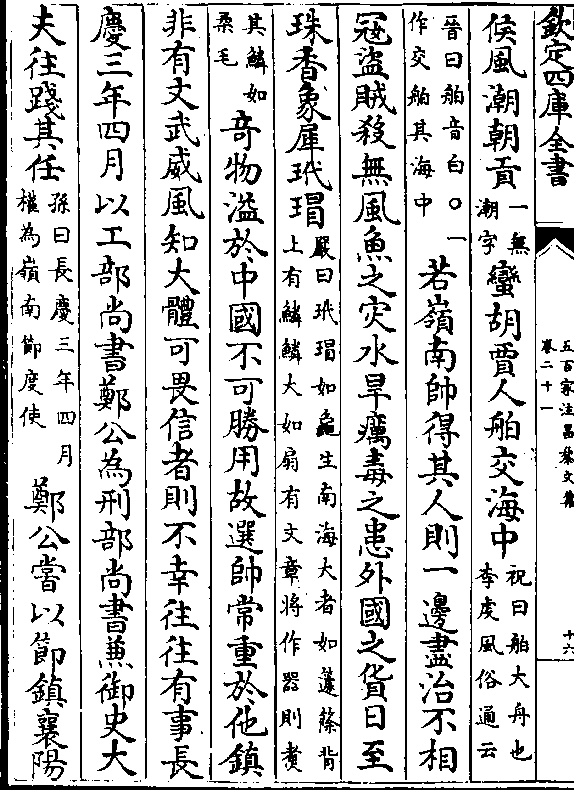 欽定四庫全書
五百家注昌黎文集
卷二十一
十六
侯風潮朝貢
一無
潮字
蠻胡賈人舶交海中
祝曰舶大舟也
李虔風俗通云
晉曰舶音白○一
作交舶其海中
若嶺南帥得其人則一邊盡治不相
冦盜賊殺無風魚之灾水旱癘毒之患外國之貨日至
珠香象犀玳瑁
嚴曰玳瑁如龜生南海大者如蘧蒢背
上有鱗鱗大如扇有文章將作器則煮
其鱗如
柔毛
竒物溢於中國不可勝用故選帥常重於他鎮
非有文武威風知大體可畏信者則不幸往往有事長
慶三年四月以工部尚書鄭公為刑部尚書兼御史大
夫往踐其任
孫曰長慶三年四月
權為嶺南節度使
鄭公嘗以節鎮襄陽